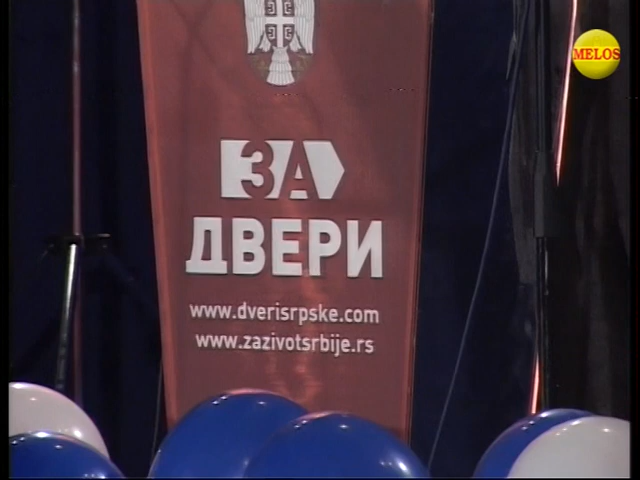 MELOS
ЗА
ДВЕРИ
www.dverisrpske.com
www.zazivotsrbije.rs